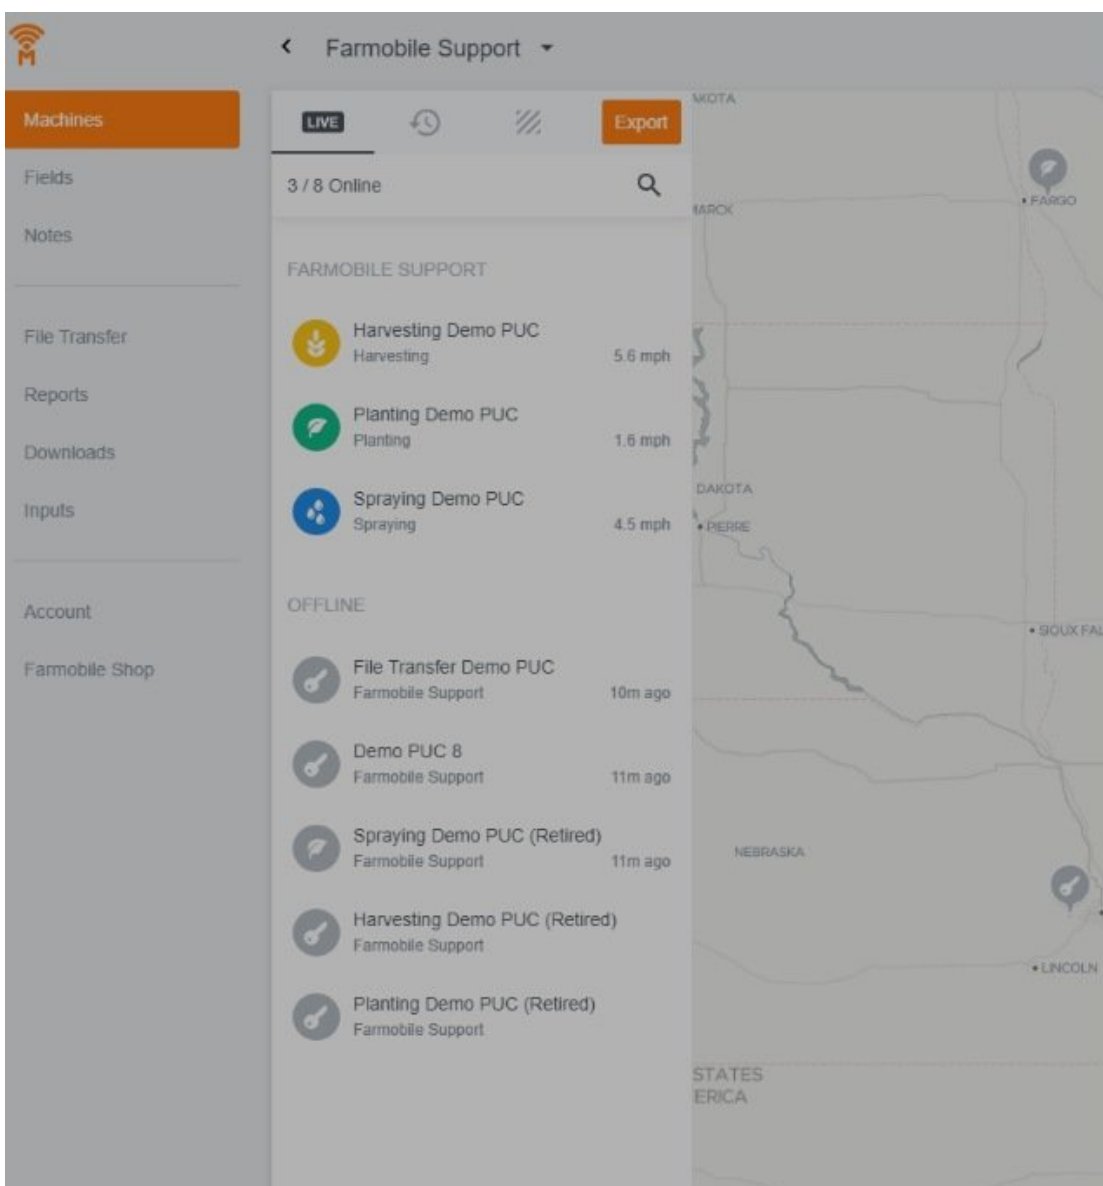 Farmobile Support
Machines
Fields
Notes
File Transfer
Reports
Downloads
Inputs
Account
Farmobile Shop
LIVE
Export
3 / 8 Online
FARMOBILE SUPPORT
Harvesting Demo PUC
Harvesting 5.6 mph
Planting Demo PUC
Planting 1.6 mph
Spraying Demo PUC
Spraying 4.5 mph
OFFLINE
File Transfer Demo PUC
Farmobile Support 10m ago
Demo PUC 8
Farmobile Support 11m ago
Spraying Demo PUC (Retired)
Farmobile Support 11m ago
Harvesting Demo PUC (Retired)
Farmobile Support
Planting Demo PUC (Retired)
Farmobile Support
AKOTA
FARGO
MARCK
DAKOTA
PIERRE
SIOUX FAL
NEBRASKA
LINCOLN
STATES
ERICA